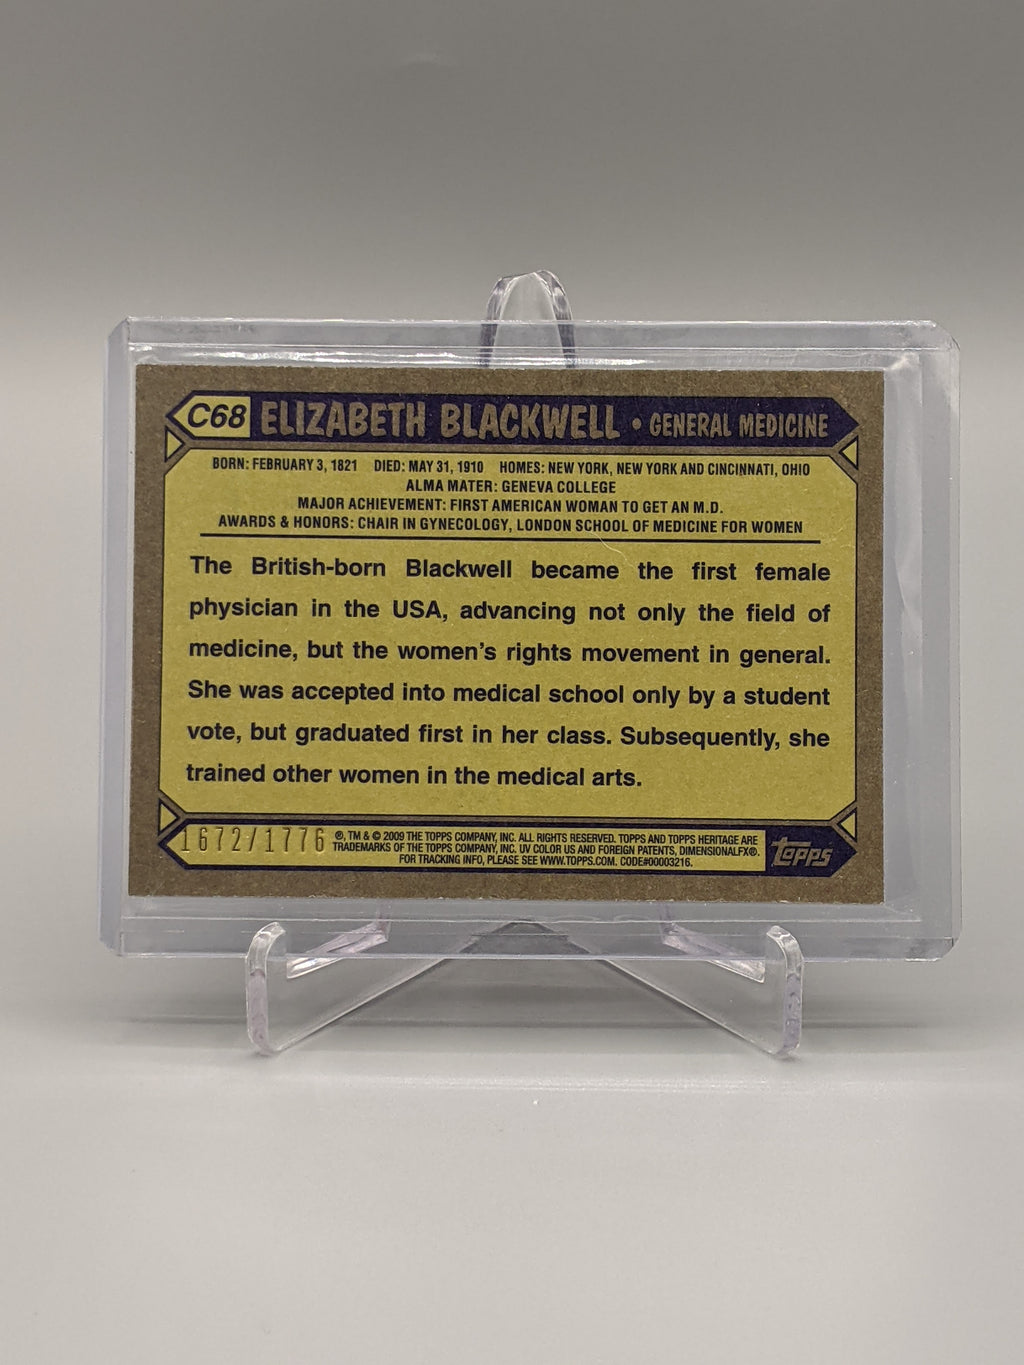 C68 ELIZABETH BLACKWELL • GENERAL MEDICINE
BORN: FEBRUARY 3, 1821 DIED: MAY 31, 1910 HOMES: NEW YORK, NEW YORK AND CINCINNATI, OHIO
ALMA MATER: GENEVA COLLEGE
MAJOR ACHIEVEMENT: FIRST AMERICAN WOMAN TO GET AN M.D.
AWARDS & HONORS: CHAIR IN GYNECOLOGY, LONDON SCHOOL OF MEDICINE FOR WOMEN
The British-born Blackwell became the first female
physician in the USA, advancing not only the field of
medicine, but the women's rights movement in general.
She was accepted into medical school only by a student
vote, but graduated first in her class. Subsequently, she
trained other women in the medical arts.
1672/1776
®, TM & © 2009 THE TOPPS COMPANY, INC. ALL RIGHTS RESERVED. TOPPS AND TOPPS HERITAGE ARE
TRADEMARKS OF THE TOPPS COMPANY, INC. UV COLOR US AND FOREIGN PATENTS, DIMENSIONALFX®.
FOR TRACKING INFO, PLEASE SEE WWW.TOPPS.COM. CODE#00003216.
topps